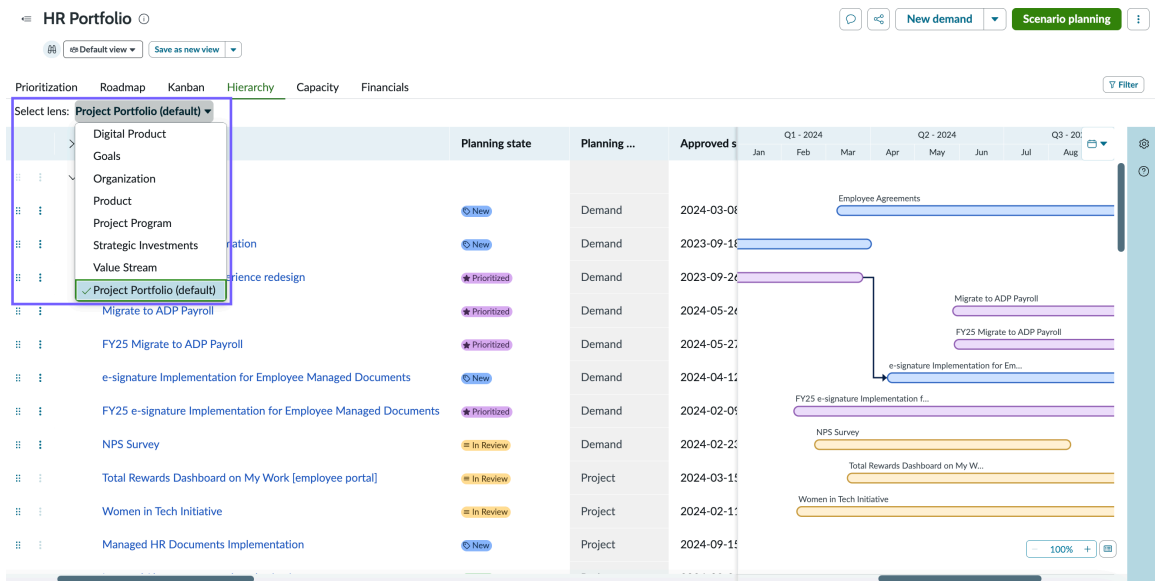 HR Portfolio
New demand
Scenario planning
Default view
Save as new view
Prioritization Roadmap Kanban Hierarchy Capacity Financials
Filter
Select lens: Project Portfolio (default)
Digital Product
Goals
Organization
Product
Project Program
Strategic Investments
Value Stream
Project Portfolio (default)
Planning state Planning ... Approved s
Q1 - 2024 Q2 - 2024 Q3 - 20
Jan Feb Mar Apr May Jun Jul Aug
Employee Agreements
New Demand 2024-03-08
New Demand 2023-09-18
erience redesign Prioritized Demand 2023-09-26
Migrate to ADP Payroll
Migrate to ADP Payroll Prioritized Demand 2024-05-26
FY25 Migrate to ADP Payroll
FY25 Migrate to ADP Payroll Prioritized Demand 2024-05-27
e-signature Implementation for Em...
e-signature Implementation for Employee Managed Documents New Demand 2024-04-12
FY25 e-signature Implementation f...
FY25 e-signature Implementation for Employee Managed Documents Prioritized Demand 2024-02-09
NPS Survey
NPS Survey In Review Demand 2024-02-23
Total Rewards Dashboard on My W...
Total Rewards Dashboard on My Work [employee portal] In Review Project 2024-03-15
Women in Tech Initiative
Women in Tech Initiative In Review Project 2024-02-11
Managed HR Documents Implementation New Project 2024-09-15
100%